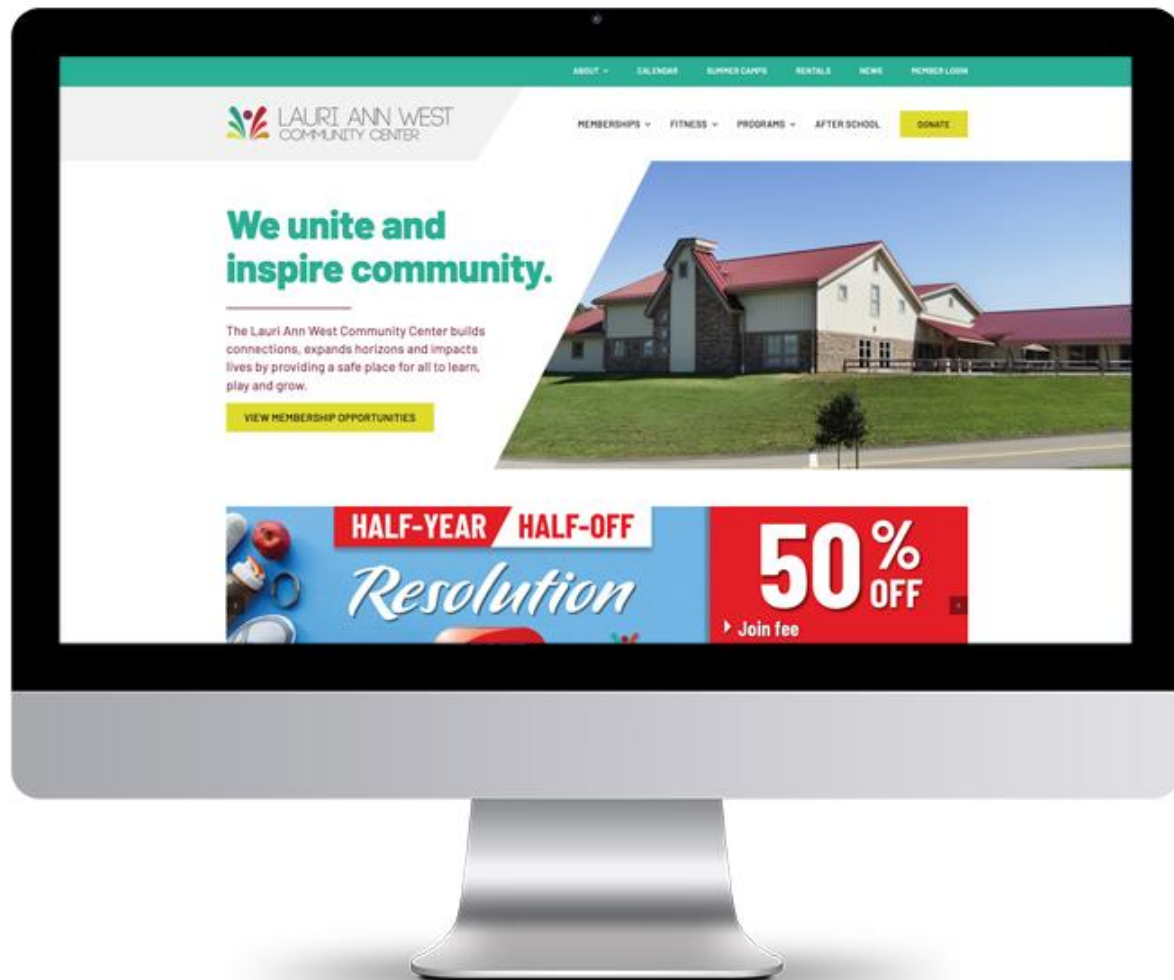 ABOUT CALENDAR SUMMER CAMPS RENTALS NEWS MEMBER LOGIN
LAURI ANN WEST
COMMUNITY CENTER
MEMBERSHIPS FITNESS PROGRAMS AFTER SCHOOL DONATE
We unite and
inspire community.
The Lauri Ann West Community Center builds
connections, expands horizons and impacts
lives by providing a safe place for all to learn,
play and grow.
VIEW MEMBERSHIP OPPORTUNITIES
HALF-YEAR HALF-OFF
Resolution
50% OFF
Join fee